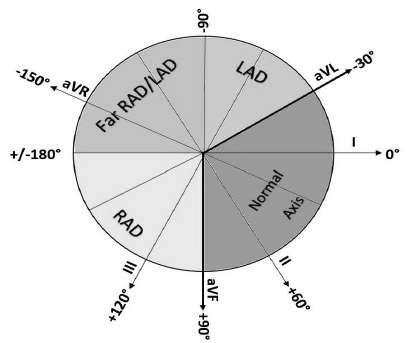 -90°
-150°
aVR
Far RAD/LAD
LAD
aVL
-30°
+/-180°
I
0°
Normal
Axis
RAD
III
+120°
aVF
+90°
II
+60°